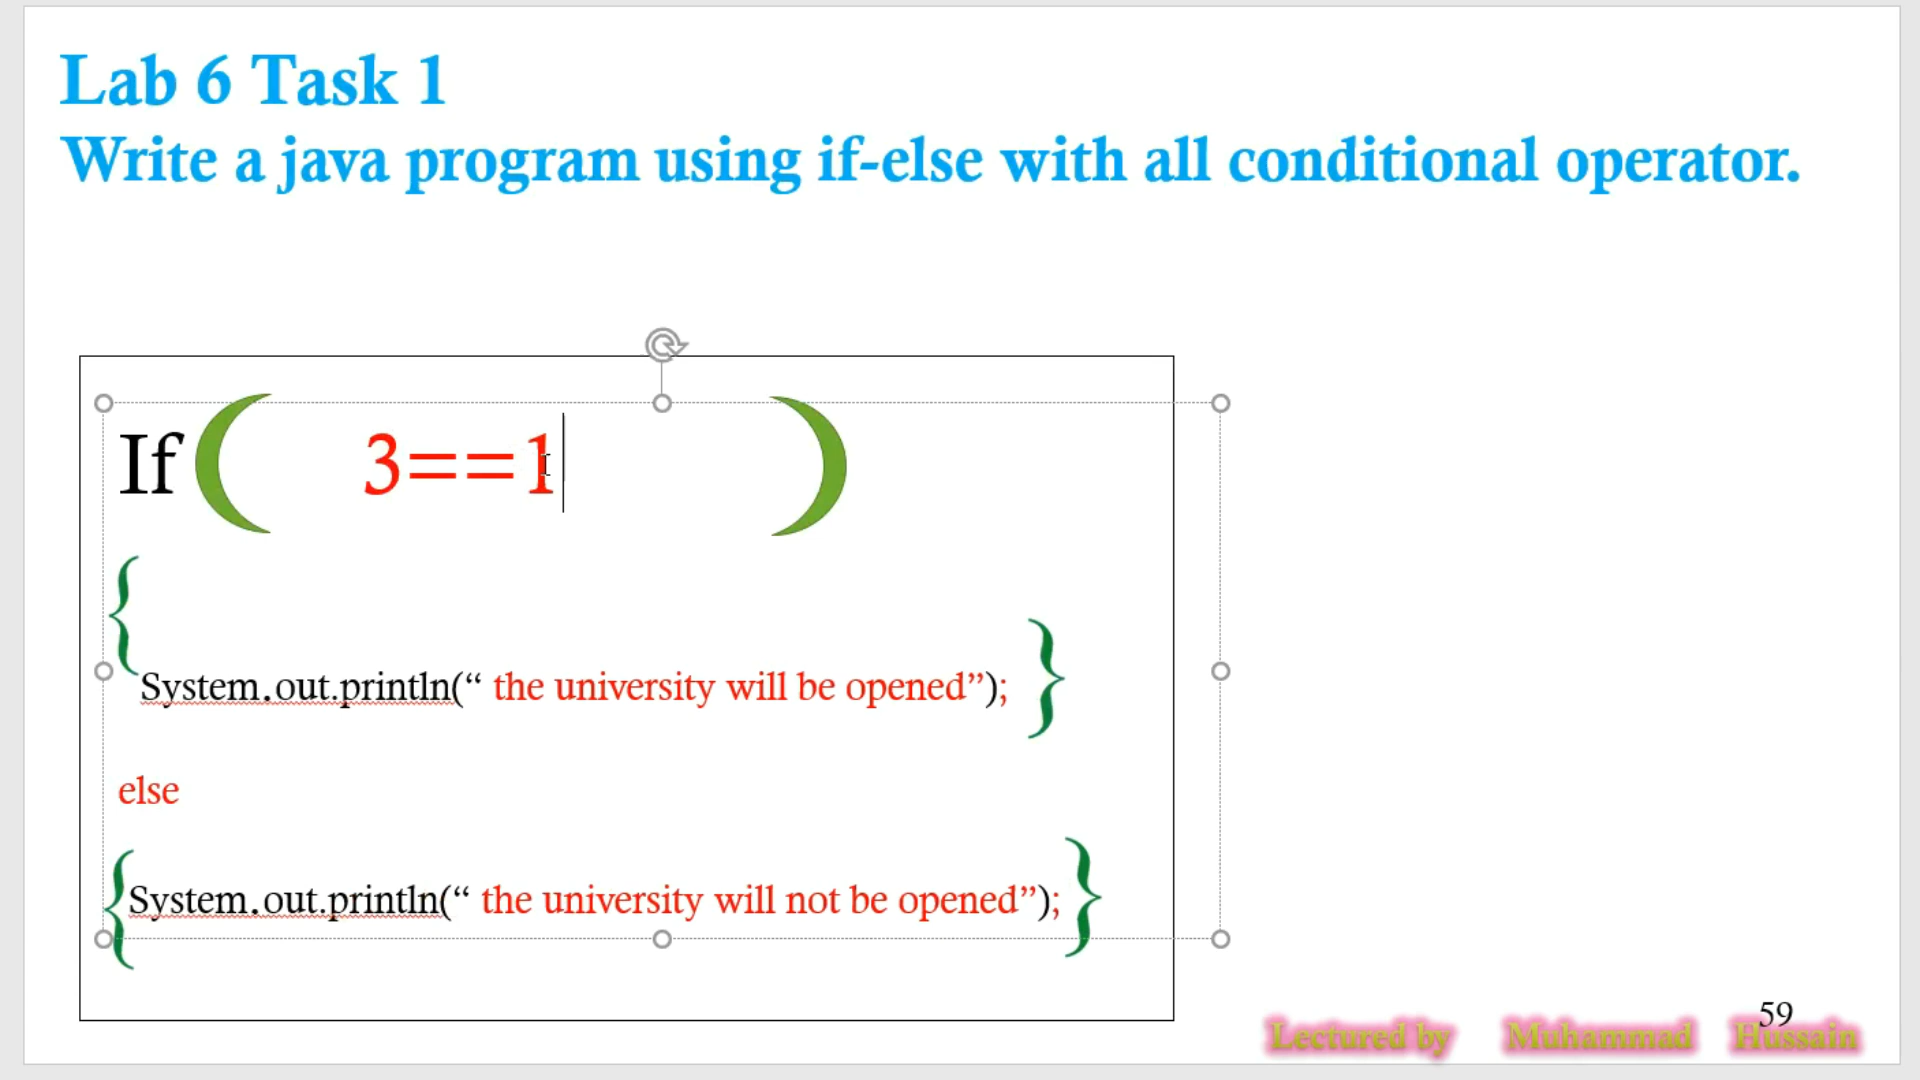 Lab 6 Task 1
Write a java program using if-else with all conditional operator.
If( 3==1 )
{
System.out.println(“ the university will be opened”); }
else
{System.out.println(“ the university will not be opened”); }
59
Lectured by Muhammad Hussain